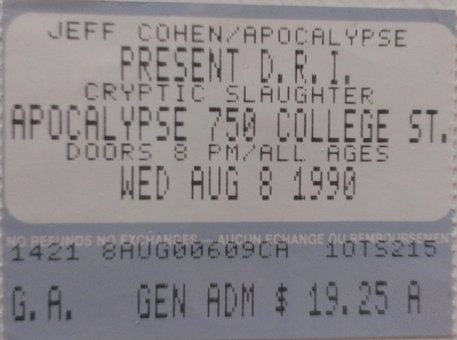 JEFF COHEN/APOCALYPSE
PRESENT D.R.I.
CRYPTIC SLAUGHTER
APOCALYPSE 750 COLLEGE ST.
DOORS 8 PM/ALL AGES
WED AUG 8 1990
NO REFUNDS NO EXCHANGES — AUCUN ECHANGE OU REMBOURSEMENT
1421 8AUG00609CH 10TS215
G.A. GEN ADM $ 19.25 A